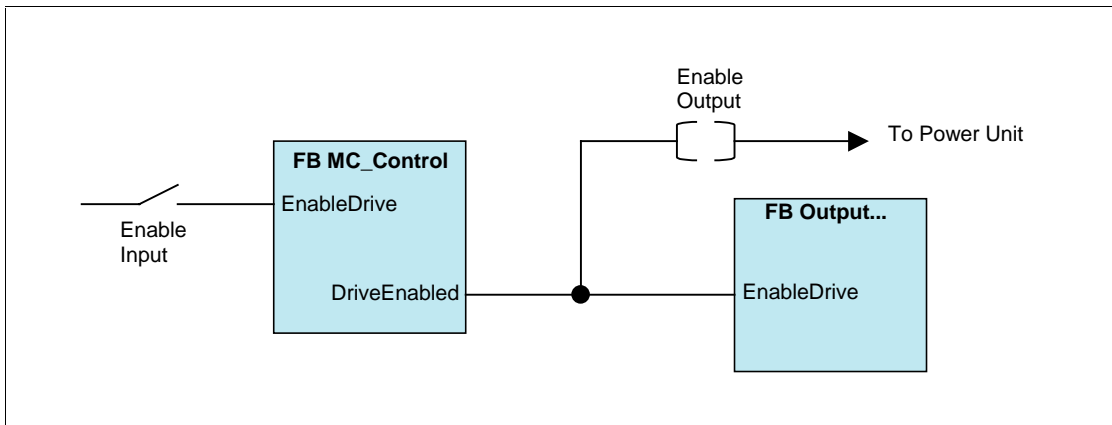 Enable
Output
To Power Unit
FB MC_Control
EnableDrive
Enable
Input
DriveEnabled
FB Output...
EnableDrive